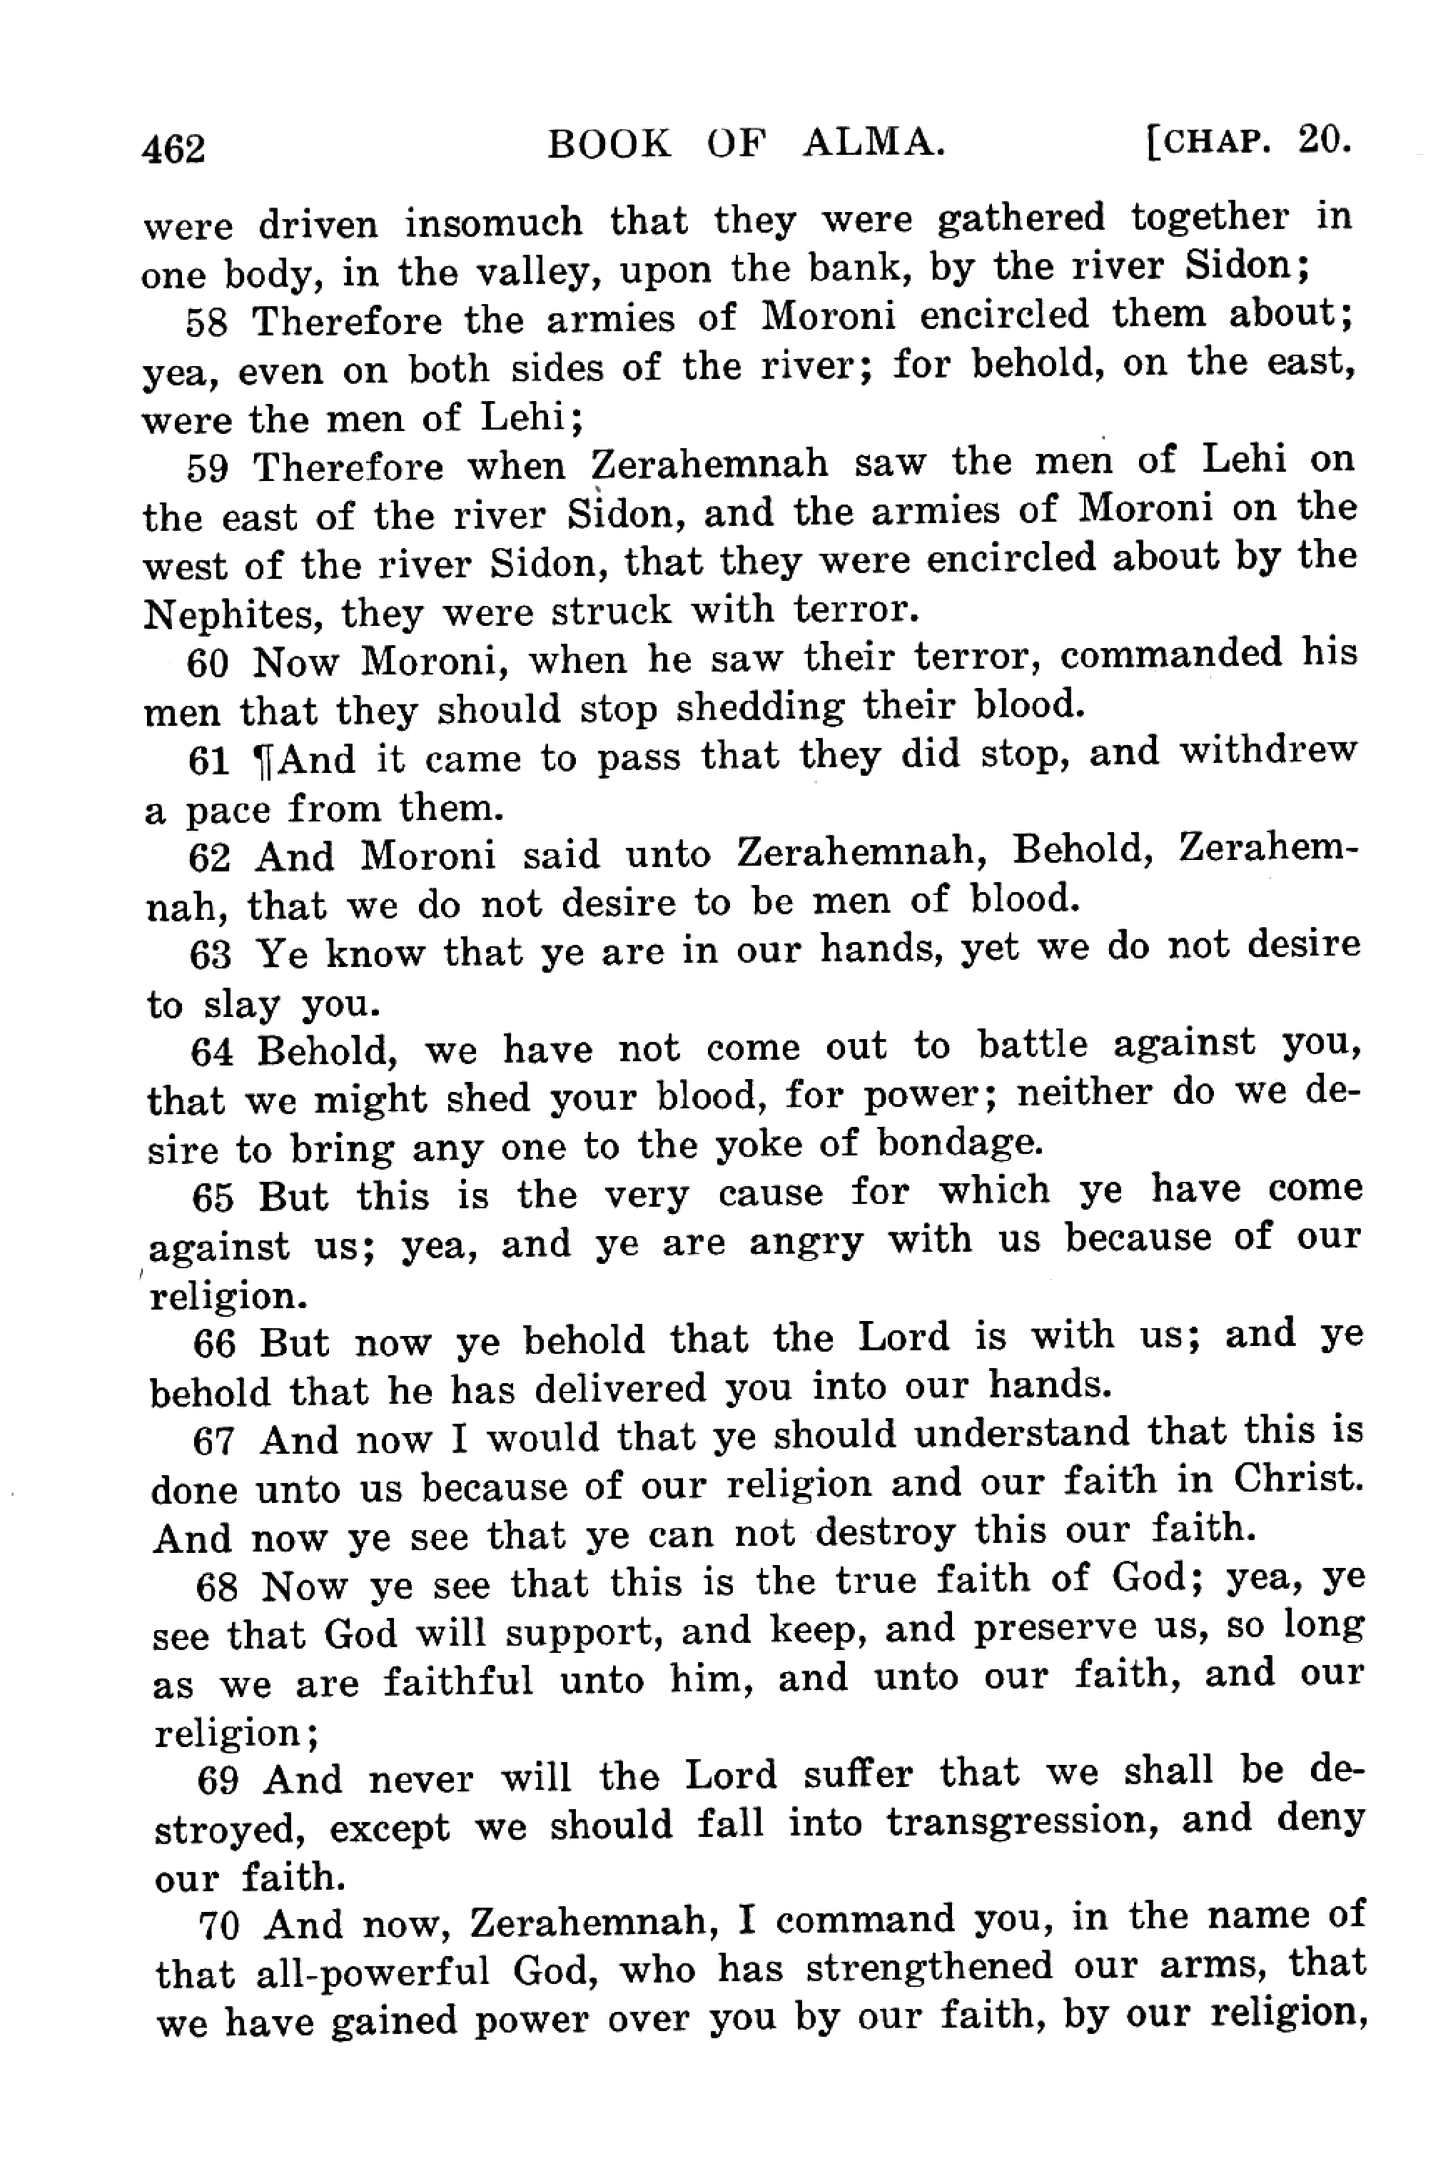 462 BOOK OF ALMA. [CHAP. 20.
were driven insomuch that they were gathered together in
one body, in the valley, upon the bank, by the river Sidon;
58 Therefore the armies of Moroni encircled them about;
yea, even on both sides of the river; for behold, on the east,
were the men of Lehi;
59 Therefore when Zerahemnah saw the men of Lehi on
the east of the river Sidon, and the armies of Moroni on the
west of the river Sidon, that they were encircled about by the
Nephites, they were struck with terror.
60 Now Moroni, when he saw their terror, commanded his
men that they should stop shedding their blood.
61 ¶And it came to pass that they did stop, and withdrew
a pace from them.
62 And Moroni said unto Zerahemnah, Behold, Zerahem-
nah, that we do not desire to be men of blood.
63 Ye know that ye are in our hands, yet we do not desire
to slay you.
64 Behold, we have not come out to battle against you,
that we might shed your blood, for power; neither do we de-
sire to bring any one to the yoke of bondage.
65 But this is the very cause for which ye have come
against us; yea, and ye are angry with us because of our
religion.
66 But now ye behold that the Lord is with us; and ye
behold that he has delivered you into our hands.
67 And now I would that ye should understand that this is
done unto us because of our religion and our faith in Christ.
And now ye see that ye can not destroy this our faith.
68 Now ye see that this is the true faith of God; yea, ye
see that God will support, and keep, and preserve us, so long
as we are faithful unto him, and unto our faith, and our
religion;
69 And never will the Lord suffer that we shall be de-
stroyed, except we should fall into transgression, and deny
our faith.
70 And now, Zerahemnah, I command you, in the name of
that all-powerful God, who has strengthened our arms, that
we have gained power over you by our faith, by our religion,